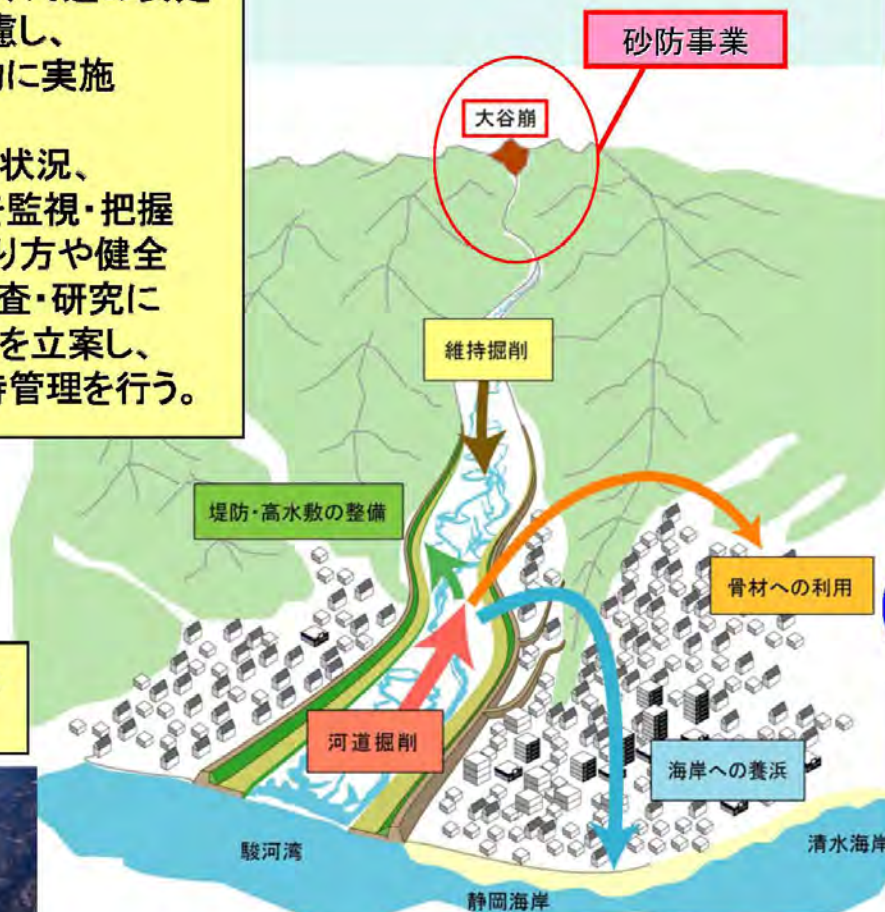 慮し、
に実施
状況、
監視・把握
り方や健全
査・研究に
を立案し、
管理を行う。
砂防事業
大谷崩
維持掘削
堤防・高水敷の整備
骨材への利用
河道掘削
海岸への養浜
駿河湾
清水海岸
静岡海岸